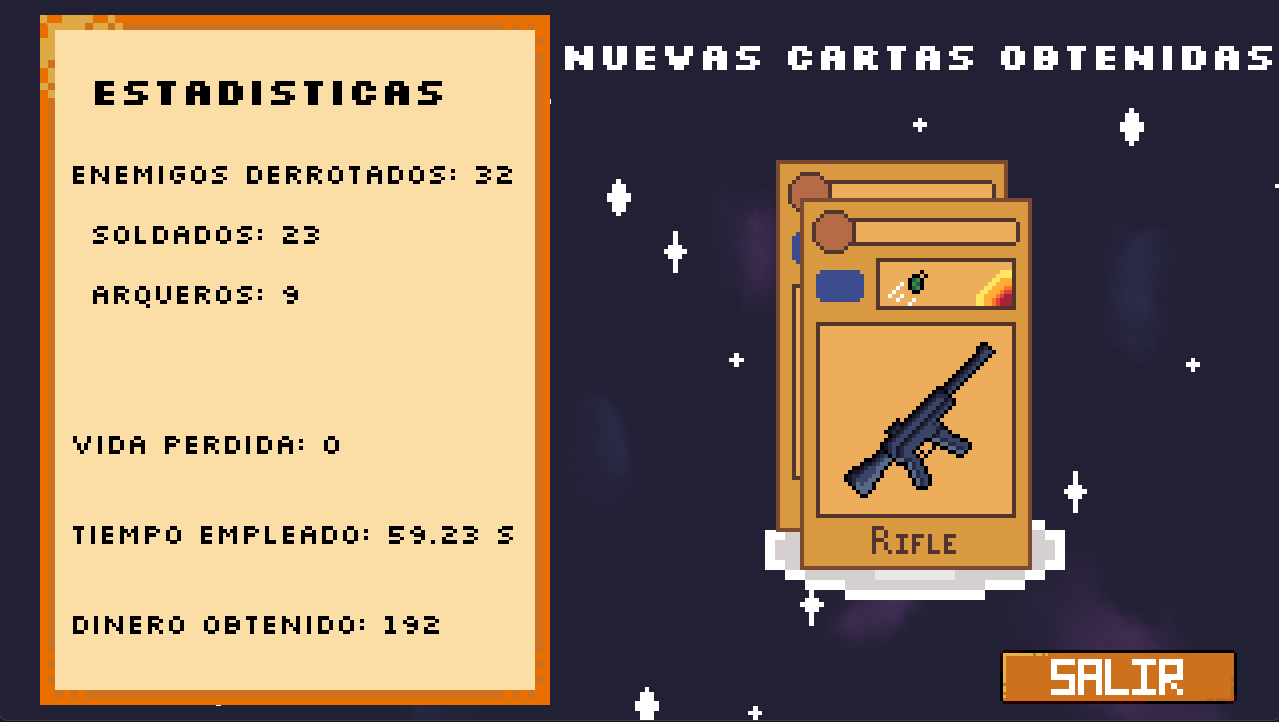 ESTADISTICAS
ENEMIGOS DERROTADOS: 32
SOLDADOS: 23
ARQUEROS: 9
VIDA PERDIDA: 0
TIEMPO EMPLEADO: 59.23 S
DINERO OBTENIDO: 192
NUEVAS CARTAS OBTENIDAS
RIFLE
SALIR